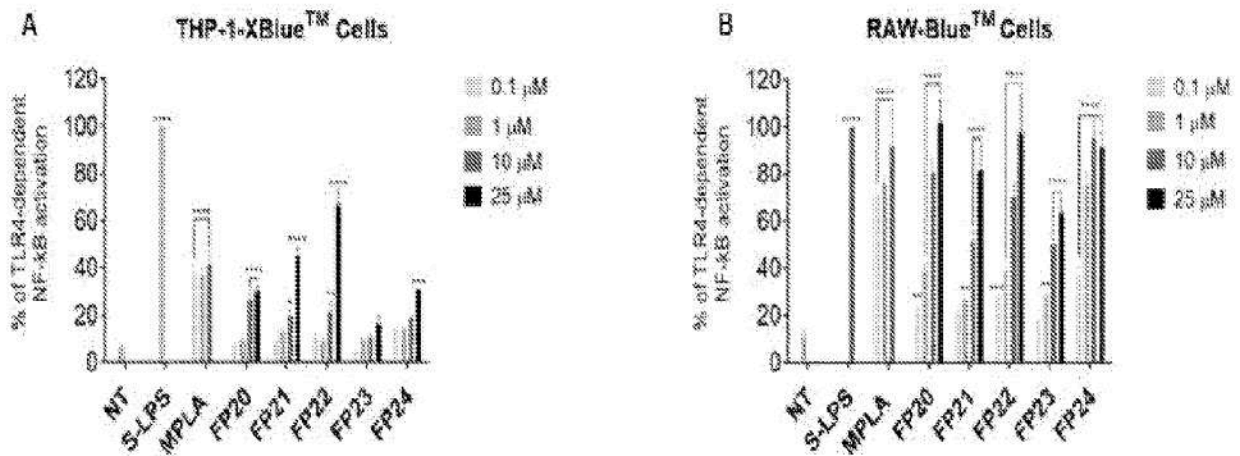 A
THP-1-XBlue™ Cells
% of TLR4-dependent
NF-kB activation
120
100
80
60
40
20
0
NT
S-LPS
MPLA
FP20
FP21
FP22
FP23
FP24
0.1 µM
1 µM
10 µM
25 µM
B
RAW-Blue™ Cells
% of TLR4-dependent
NF-kB activation
120
100
80
60
40
20
0
NT
S-LPS
MPLA
FP20
FP21
FP22
FP23
FP24
0.1 µM
1 µM
10 µM
25 µM